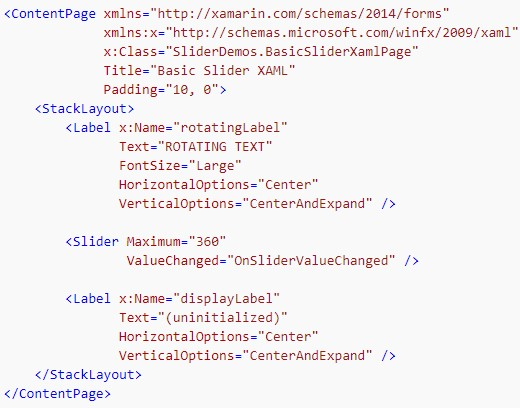 <ContentPage xmlns="http://xamarin.com/schemas/2014/forms"
             xmlns:x="http://schemas.microsoft.com/winfx/2009/xaml"
             x:Class="SliderDemos.BasicSliderXamlPage"
             Title="Basic Slider XAML"
             Padding="10, 0">
    <StackLayout>
        <Label x:Name="rotatingLabel"
               Text="ROTATING TEXT"
               FontSize="Large"
               HorizontalOptions="Center"
               VerticalOptions="CenterAndExpand" />

        <Slider Maximum="360"
                ValueChanged="OnSliderValueChanged" />

        <Label x:Name="displayLabel"
               Text="(uninitialized)"
               HorizontalOptions="Center"
               VerticalOptions="CenterAndExpand" />
    </StackLayout>
</ContentPage>